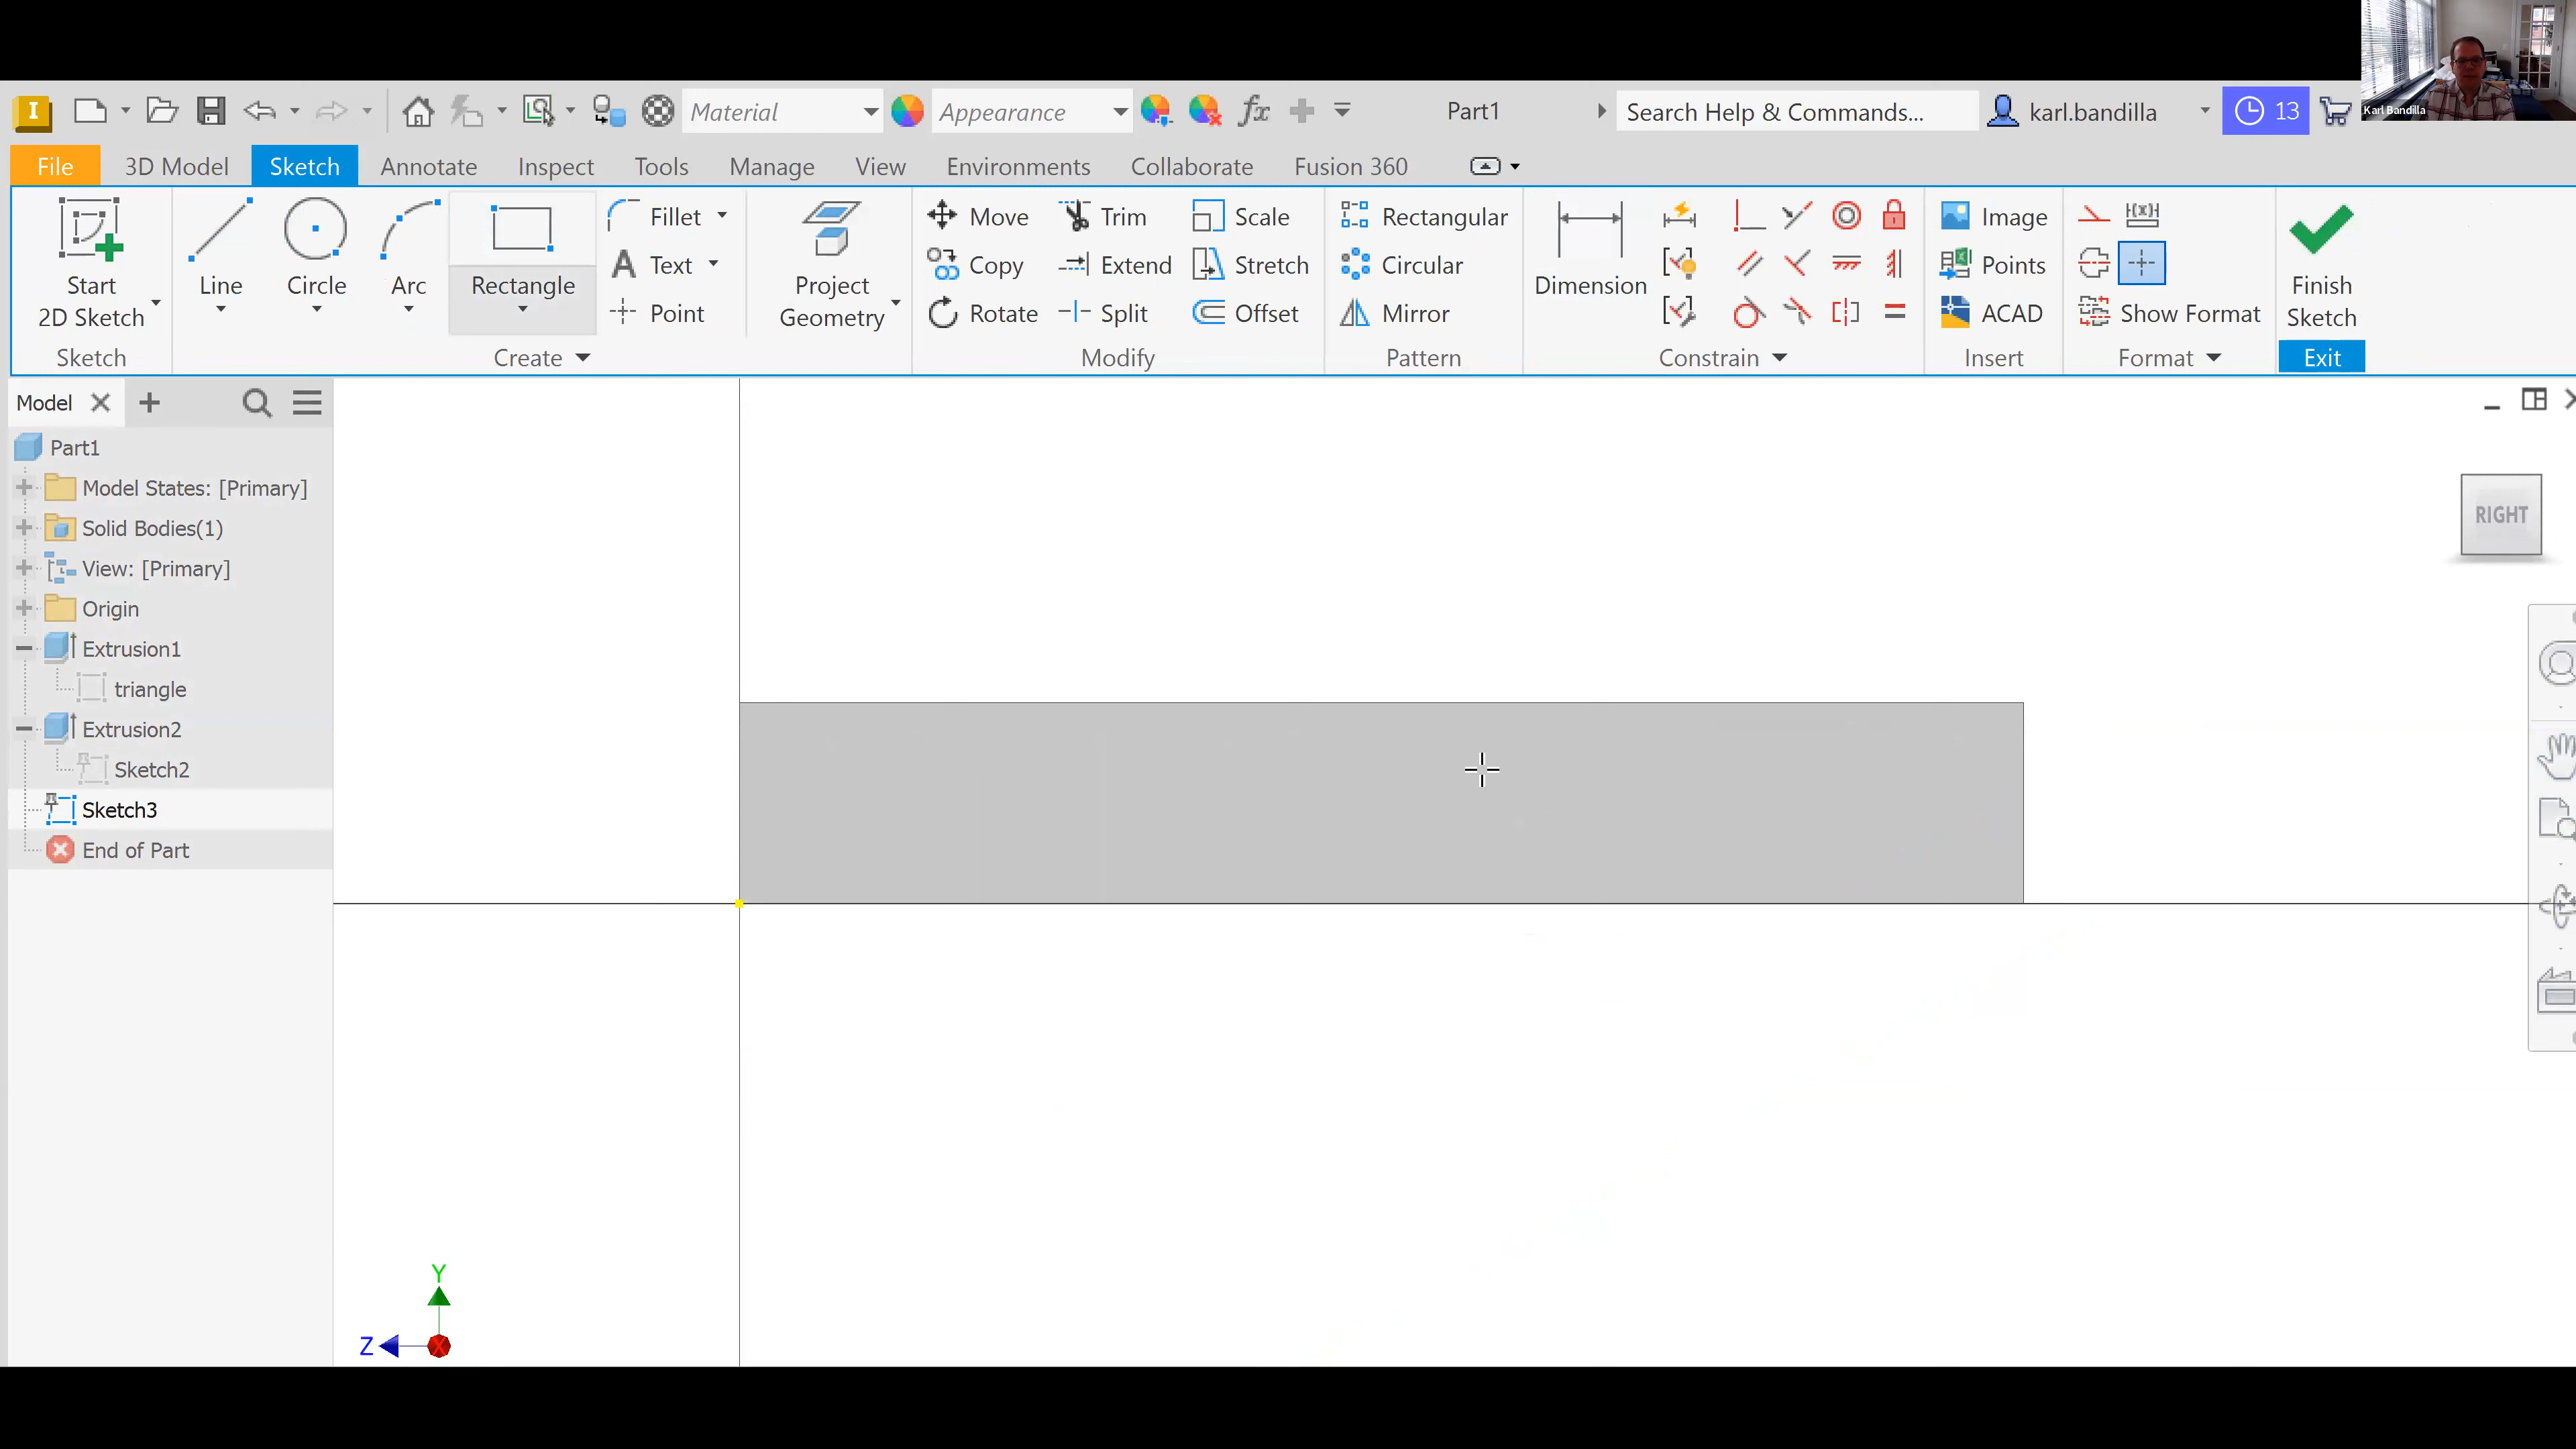 Karl Bandilla
I
Material
Appearance
fx
Part1
Search Help & Commands...
karl.bandilla
13
File
3D Model
Sketch
Annotate
Inspect
Tools
Manage
View
Environments
Collaborate
Fusion 360
Start
2D Sketch
Line
Circle
Arc
Rectangle
Fillet
A Text
Point
Project
Geometry
Move
Copy
Rotate
Trim
Extend
Split
Scale
Stretch
Offset
Rectangular
Circular
Mirror
Dimension
Image
Points
ACAD
Show Format
Finish
Sketch
Sketch
Create
Modify
Pattern
Constrain
Insert
Format
Exit
Model
Part1
Model States: [Primary]
Solid Bodies(1)
View: [Primary]
Origin
Extrusion1
triangle
Extrusion2
Sketch2
Sketch3
End of Part
RIGHT
Y
Z
X